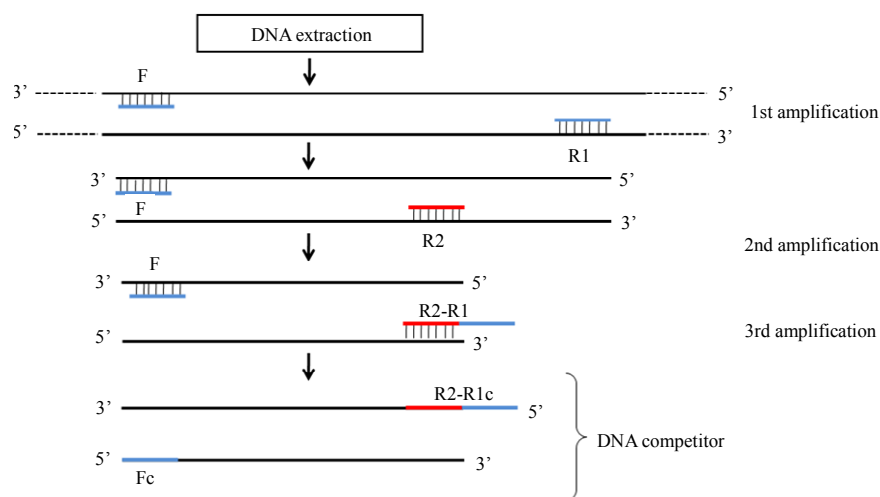 DNA extraction
F
3’ 5’
1st amplification
5’ 3’
R1
3’ 5’
F
5’ 3’
R2
2nd amplification
F
3’ 5’
R2-R1
5’ 3’
3rd amplification
R2-R1c
3’ 5’
DNA competitor
5’ 3’
Fc